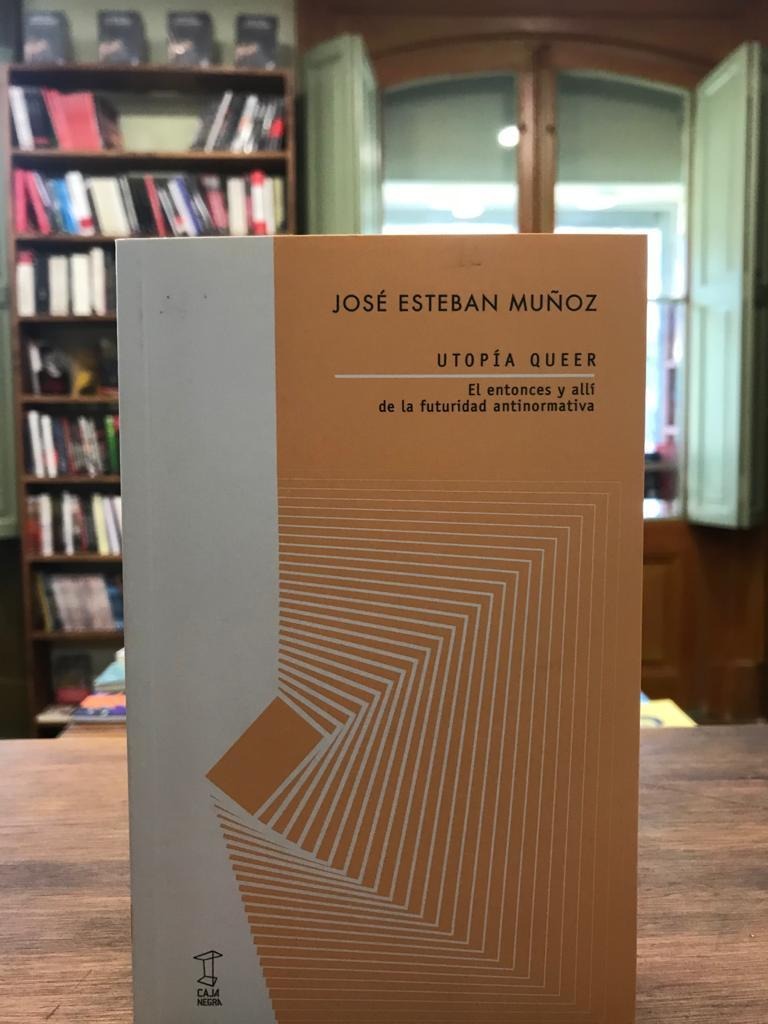 JOSÉ ESTEBAN MUÑOZ
UTOPÍA QUEER
El entonces y allí
de la futuridad antinormativa
CAJA
NEGRA